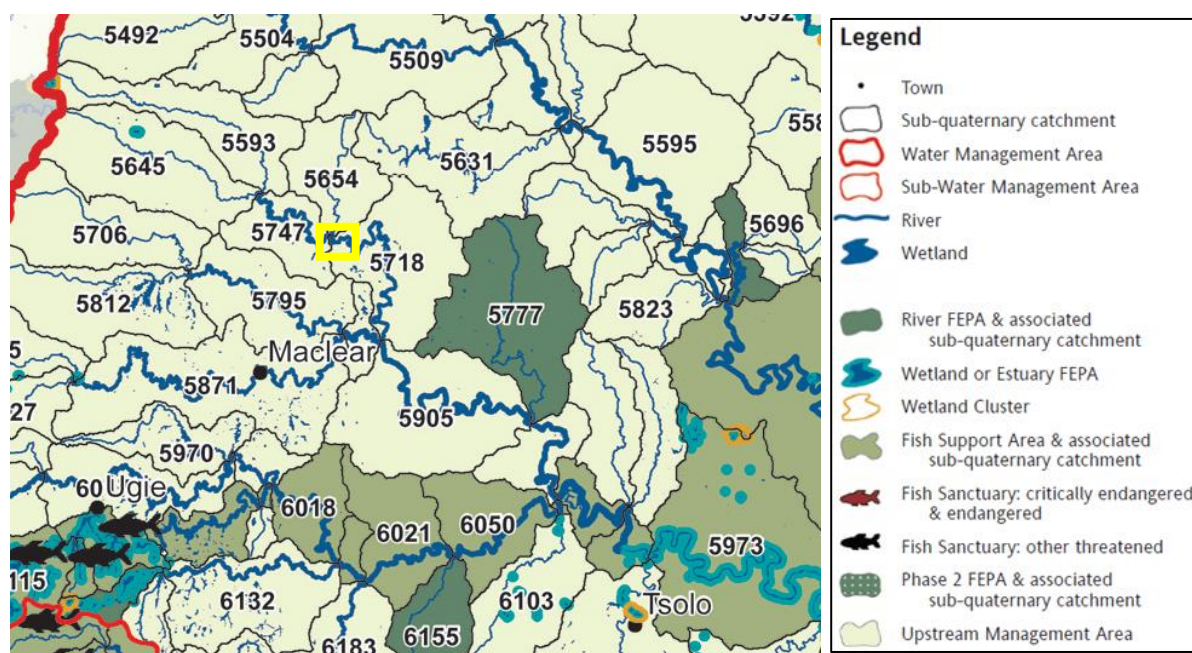 5492
5504
5509
5592
5593
5645
5654
5631
5595
558
5706
5747
5718
5696
5812
5795
5777
5823
5
Maclear
5871
5905
27
5970
60
Ugie
6018
6021
6050
5973
115
6132
6103
Tsolo
6183
6155
Legend
Town
Sub-quaternary catchment
Water Management Area
Sub-Water Management Area
River
Wetland
River FEPA & associated
sub-quaternary catchment
Wetland or Estuary FEPA
Wetland Cluster
Fish Support Area & associated
sub-quaternary catchment
Fish Sanctuary: critically endangered
& endangered
Fish Sanctuary: other threatened
Phase 2 FEPA & associated
sub-quaternary catchment
Upstream Management Area